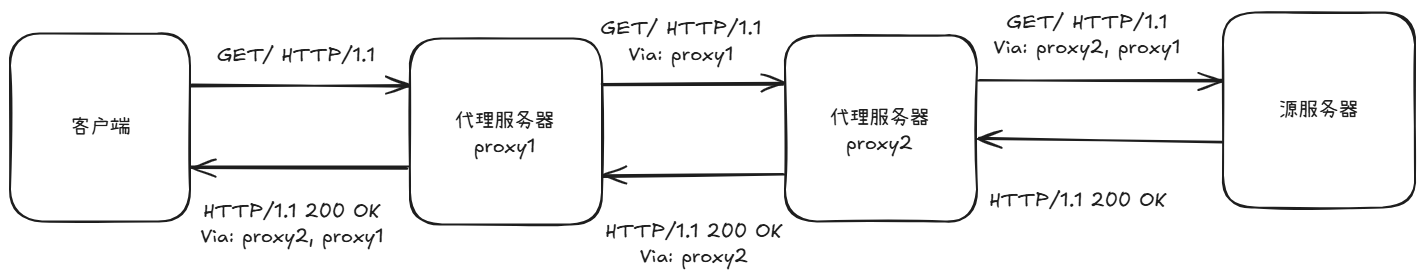 客户端
GET/ HTTP/1.1
HTTP/1.1 200 OK
Via: proxy2, proxy1
代理服务器
proxy1
GET/ HTTP/1.1
Via: proxy1
HTTP/1.1 200 OK
Via: proxy2
代理服务器
proxy2
GET/ HTTP/1.1
Via: proxy2, proxy1
HTTP/1.1 200 OK
源服务器